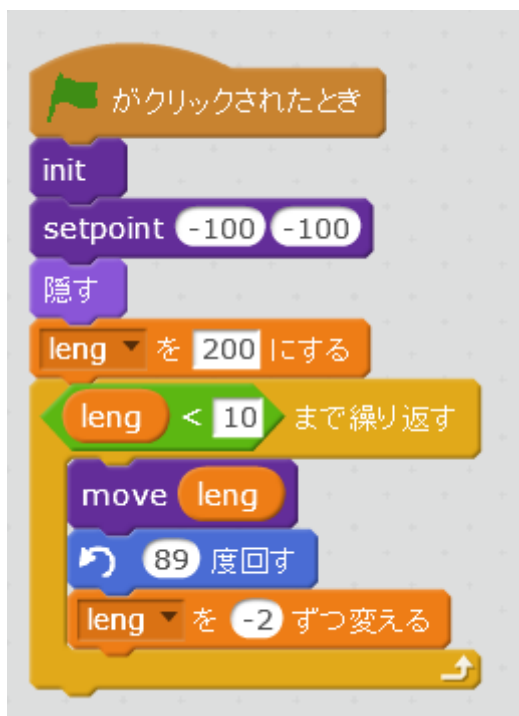 がクリックされたとき
init
setpoint -100 -100
隠す
leng を 200 にする
leng < 10 まで繰り返す
move leng
89 度回す
leng を -2 ずつ変える